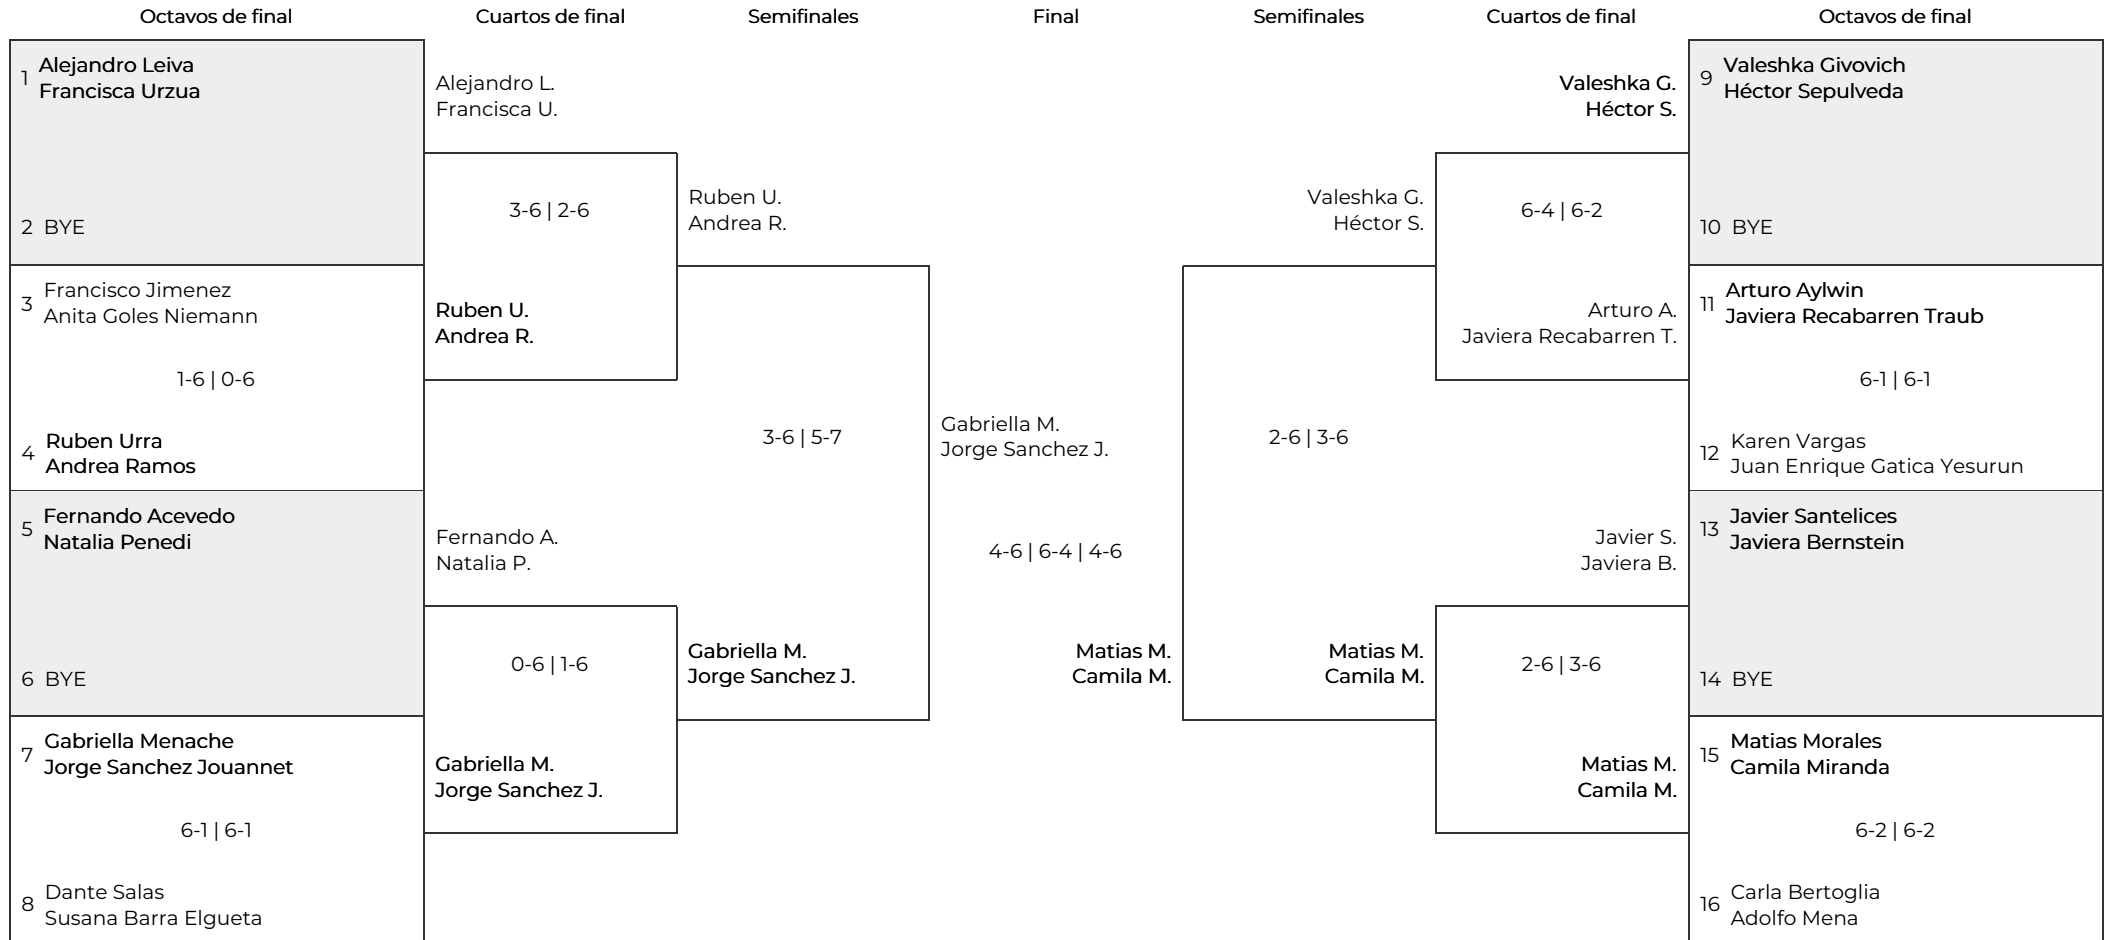 Octavos de final
Cuartos de final
Semifinales
Final
Semifinales
Cuartos de final
Octavos de final
1
Alejandro Leiva
Francisca Urzua
2 BYE
3
Francisco Jimenez
Anita Goles Niemann
1-6 | 0-6
4
Ruben Urra
Andrea Ramos
5
Fernando Acevedo
Natalia Penedi
6 BYE
7
Gabriella Menache
Jorge Sanchez Jouannet
6-1 | 6-1
8
Dante Salas
Susana Barra Elgueta
Alejandro L.
Francisca U.
3-6 | 2-6
Ruben U.
Andrea R.
Fernando A.
Natalia P.
0-6 | 1-6
Gabriella M.
Jorge Sanchez J.
Ruben U.
Andrea R.
3-6 | 5-7
Gabriella M.
Jorge Sanchez J.
Gabriella M.
Jorge Sanchez J.
4-6 | 6-4 | 4-6
Matias M.
Camila M.
Valeshka G.
Héctor S.
2-6 | 3-6
Matias M.
Camila M.
Valeshka G.
Héctor S.
6-4 | 6-2
Arturo A.
Javiera Recabarren T.
Javier S.
Javiera B.
2-6 | 3-6
Matias M.
Camila M.
9
Valeshka Givovich
Héctor Sepulveda
10 BYE
11
Arturo Aylwin
Javiera Recabarren Traub
6-1 | 6-1
12
Karen Vargas
Juan Enrique Gatica Yesurun
13
Javier Santelices
Javiera Bernstein
14 BYE
15
Matias Morales
Camila Miranda
6-2 | 6-2
16
Carla Bertoglia
Adolfo Mena